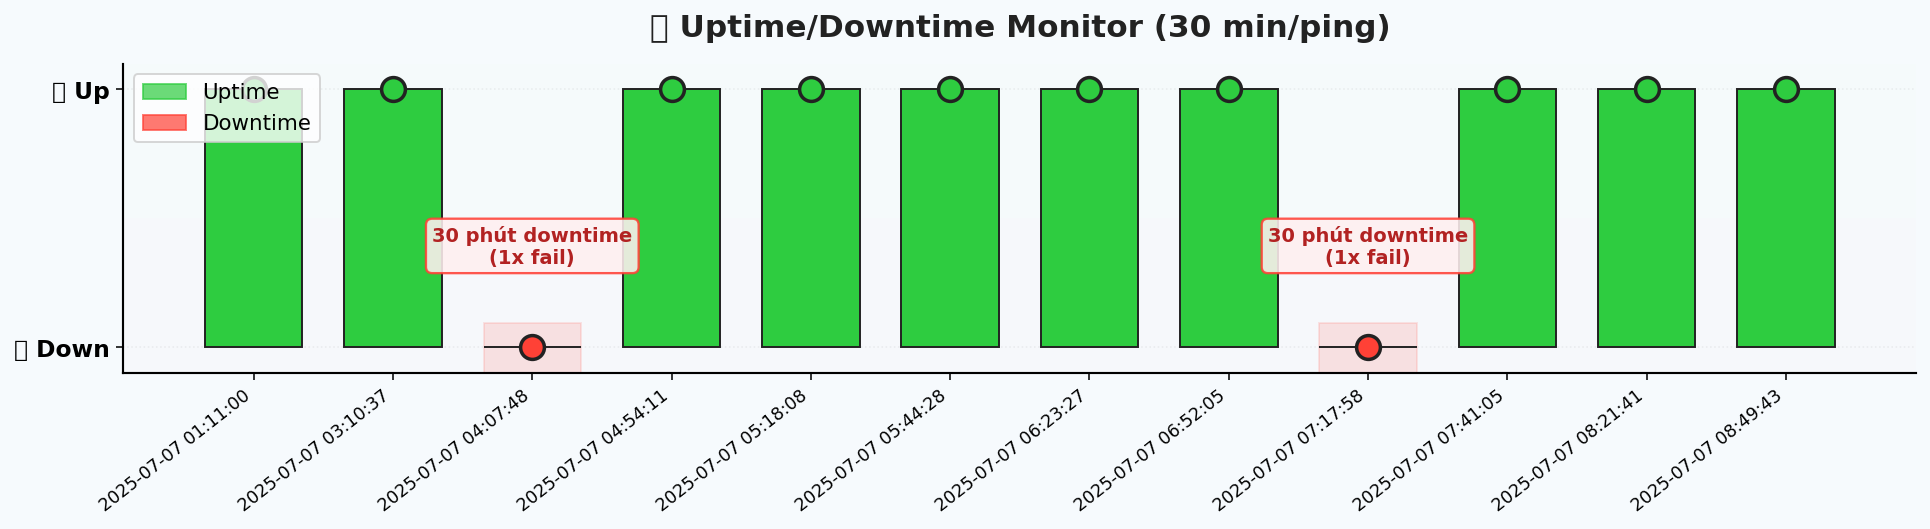 Uptime/Downtime Monitor (30 min/ping)
Up
Uptime
Downtime
30 phút downtime
(1x fail)
30 phút downtime
(1x fail)
Down
2025-07-07 01:11:00
2025-07-07 03:10:37
2025-07-07 04:07:48
2025-07-07 04:54:11
2025-07-07 05:18:08
2025-07-07 05:44:28
2025-07-07 06:23:27
2025-07-07 06:52:05
2025-07-07 07:17:58
2025-07-07 07:41:05
2025-07-07 08:21:41
2025-07-07 08:49:43